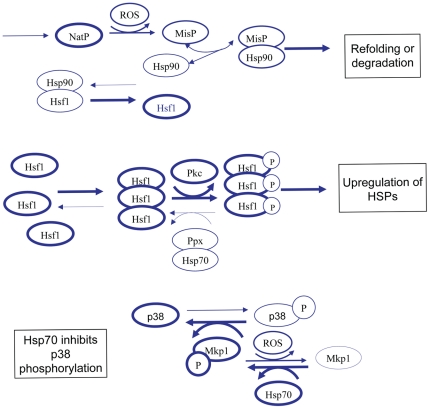 ROS
NatP
MisP
MisP
Hsp90
Hsp90
Refolding or
degradation
Hsp90
Hsf1
Hsf1
Hsf1
Hsf1
Hsf1
Hsf1
Hsf1
Hsf1
Pkc
Ppx
Hsp70
Hsf1
P
Hsf1
P
Hsf1
P
Upregulation of
HSPs
Hsp70 inhibits
p38
phosphorylation
p38
p38
P
Mkp1
P
ROS
Mkp1
Hsp70